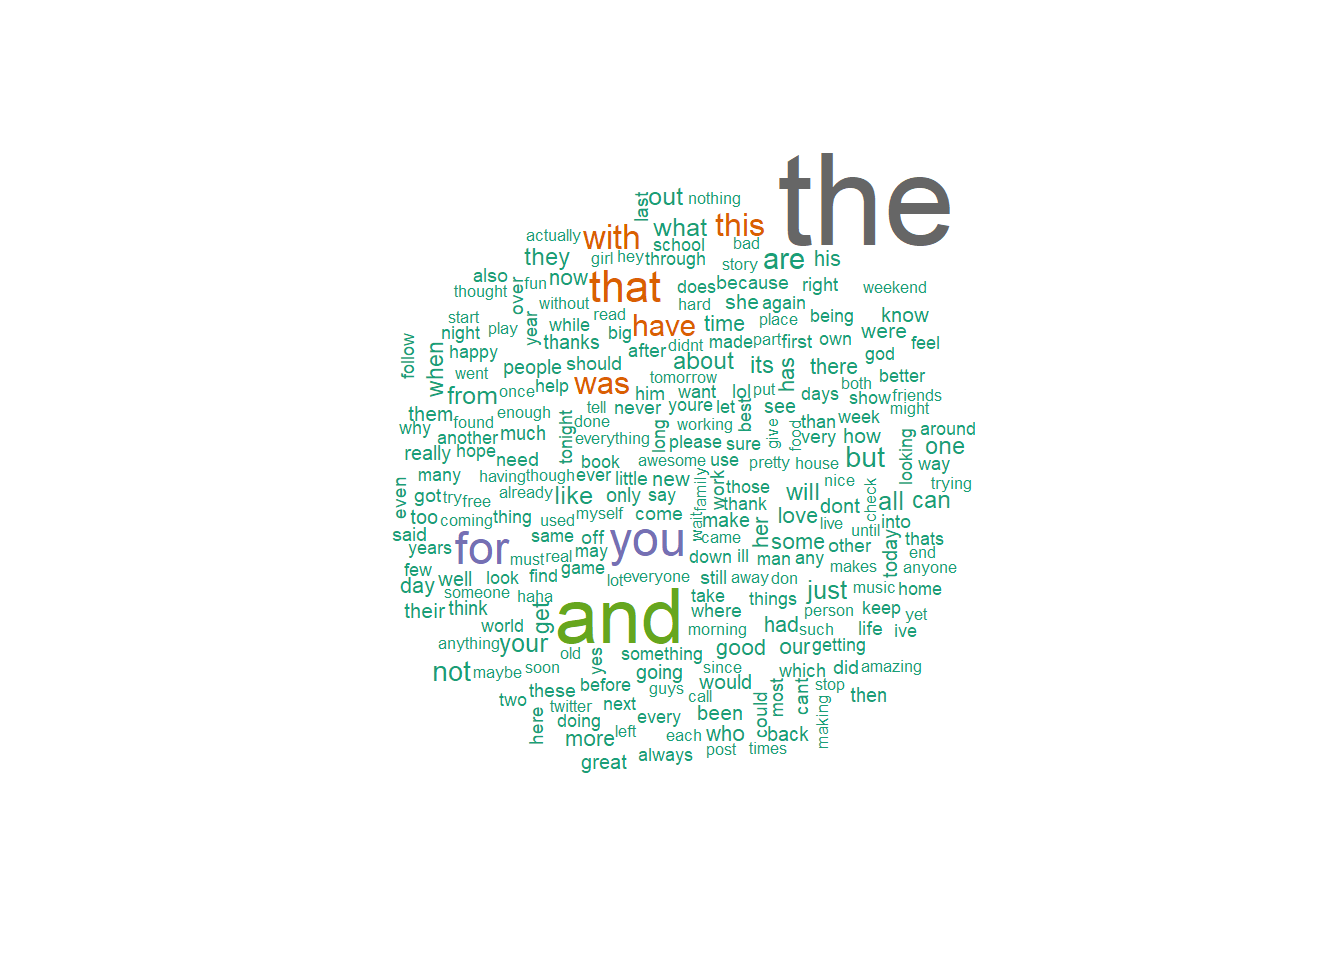 the
out nothing
last
with what this
actually school bad
they girl hey through story are his
also fun now that does because right weekend
thought over without hard she again
start read have time place being know
night play year while big didnt made part first own were feel
follow thanks after about its there god
when happy people should has both better
went once help was tomorrow
from him want lol put days show friends
them found enough tell never youre let best see than week might
why another much tonight done working give food very how around
really hope need everything long please sure but looking one
book awesome use pretty house way
many having though ever little new work those nice trying
even got try free already like only say family thank will check all can
too coming thing used myself come wait make her love dont live until into
said same off you came some other today thats
years for must real may down ill man any end
few game lot everyone still away don makes anyone
day well look find take things just music home
someone haha
their think get and where person keep yet
world morning had such life ive
anything your old yes something good our getting
not maybe soon going since which did amazing
two these before guys would most cant stop then
twitter next call could making
here doing every been
more left each who back
great always post times